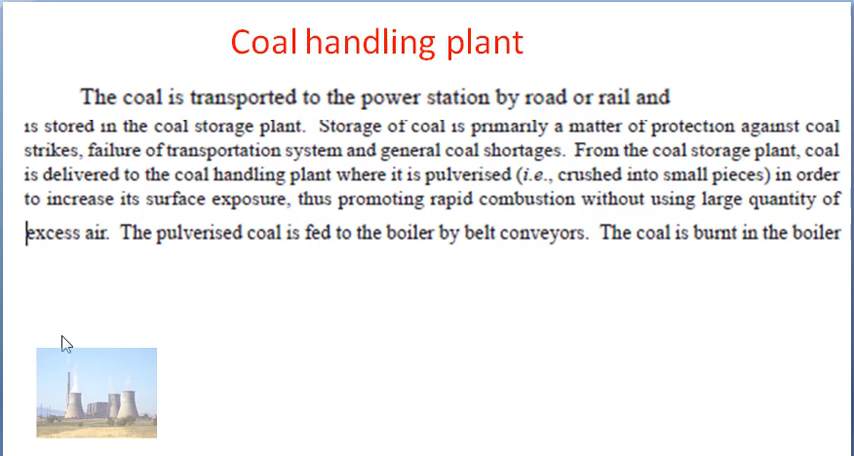 Coal handling plant
The coal is transported to the power station by road or rail and
is stored in the coal storage plant. Storage of coal is primarily a matter of protection against coal
strikes, failure of transportation system and general coal shortages. From the coal storage plant, coal
is delivered to the coal handling plant where it is pulverised (i.e., crushed into small pieces) in order
to increase its surface exposure, thus promoting rapid combustion without using large quantity of
excess air. The pulverised coal is fed to the boiler by belt conveyors. The coal is burnt in the boiler